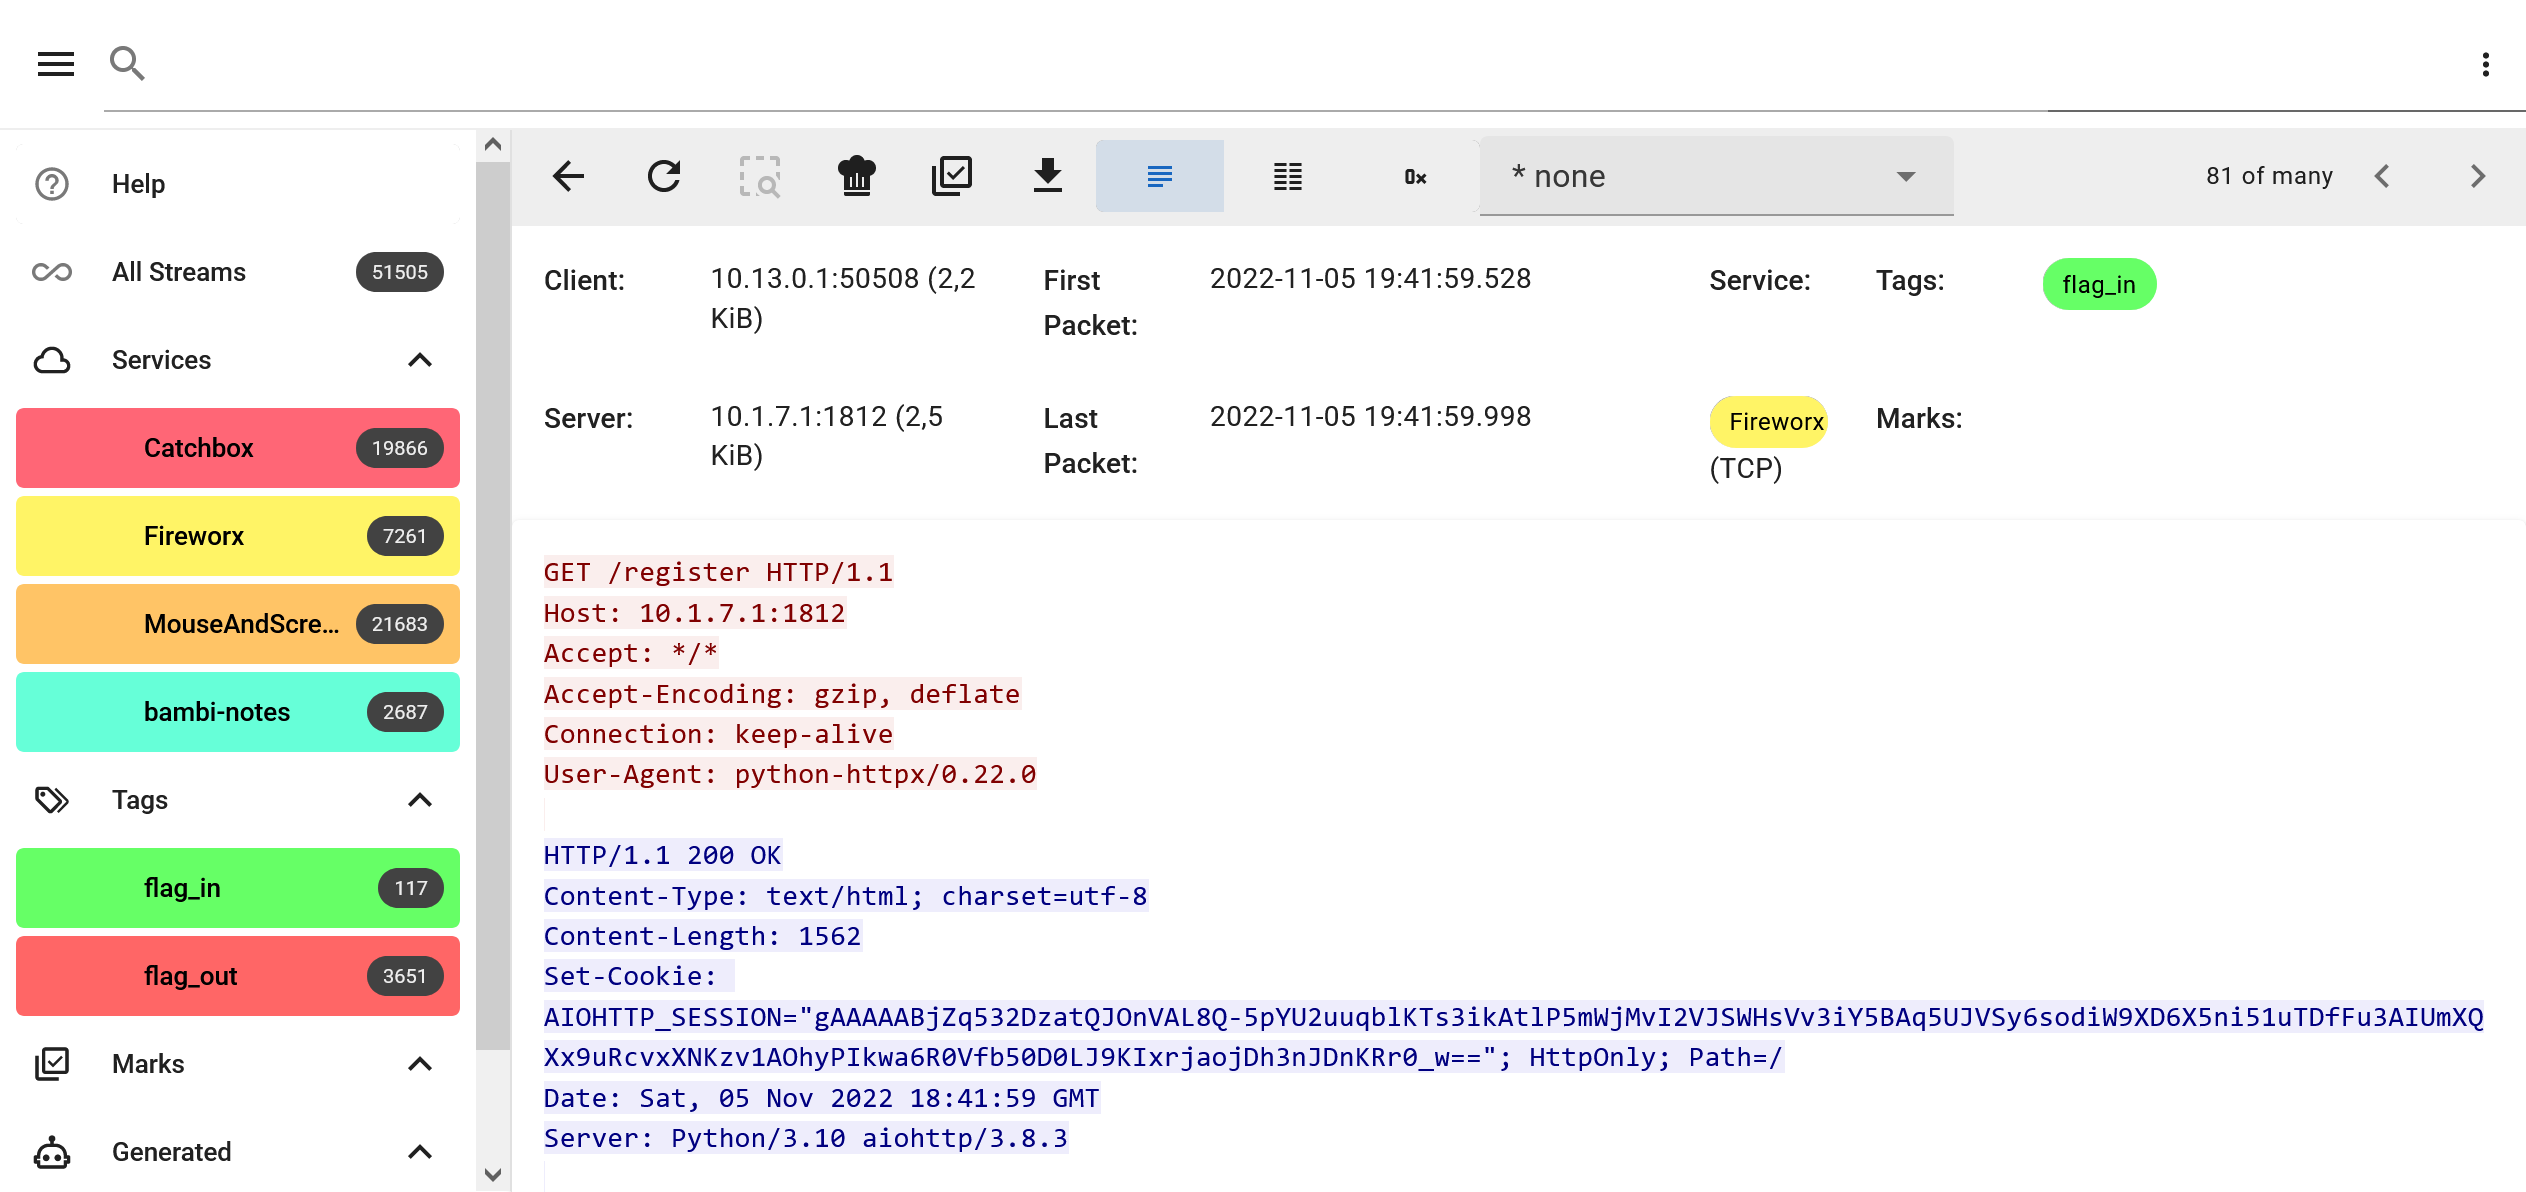 Help
All Streams 51505
Services
Catchbox 19866
Fireworx 7261
MouseAndScre... 21683
bambi-notes 2687
Tags
flag_in 117
flag_out 3651
Marks
Generated
0x
* none
81 of many
Client: 10.13.0.1:50508 (2,2
KiB)
First
Packet:
2022-11-05 19:41:59.528
Service:
Tags:
flag_in
Server: 10.1.7.1:1812 (2,5
KiB)
Last
Packet:
2022-11-05 19:41:59.998
Fireworx
(TCP)
Marks:
GET /register HTTP/1.1
Host: 10.1.7.1:1812
Accept: */*
Accept-Encoding: gzip, deflate
Connection: keep-alive
User-Agent: python-httpx/0.22.0
HTTP/1.1 200 OK
Content-Type: text/html; charset=utf-8
Content-Length: 1562
Set-Cookie:
AIOHTTP_SESSION="gAAAAABjZq532DzatQJOnVAL8Q-5pYU2uuqblKTs3ikAtlP5mWjMvI2VJSWHsVv3iY5BAq5UJVSy6sodiW9XD6X5ni51uTDfFu3AIUmXQ
Xx9uRcvxXNKzv1AOhyPIkwa6R0Vfb50D0LJ9KIxrjaojDh3nJDnKRr0_w=="; HttpOnly; Path=/
Date: Sat, 05 Nov 2022 18:41:59 GMT
Server: Python/3.10 aiohttp/3.8.3